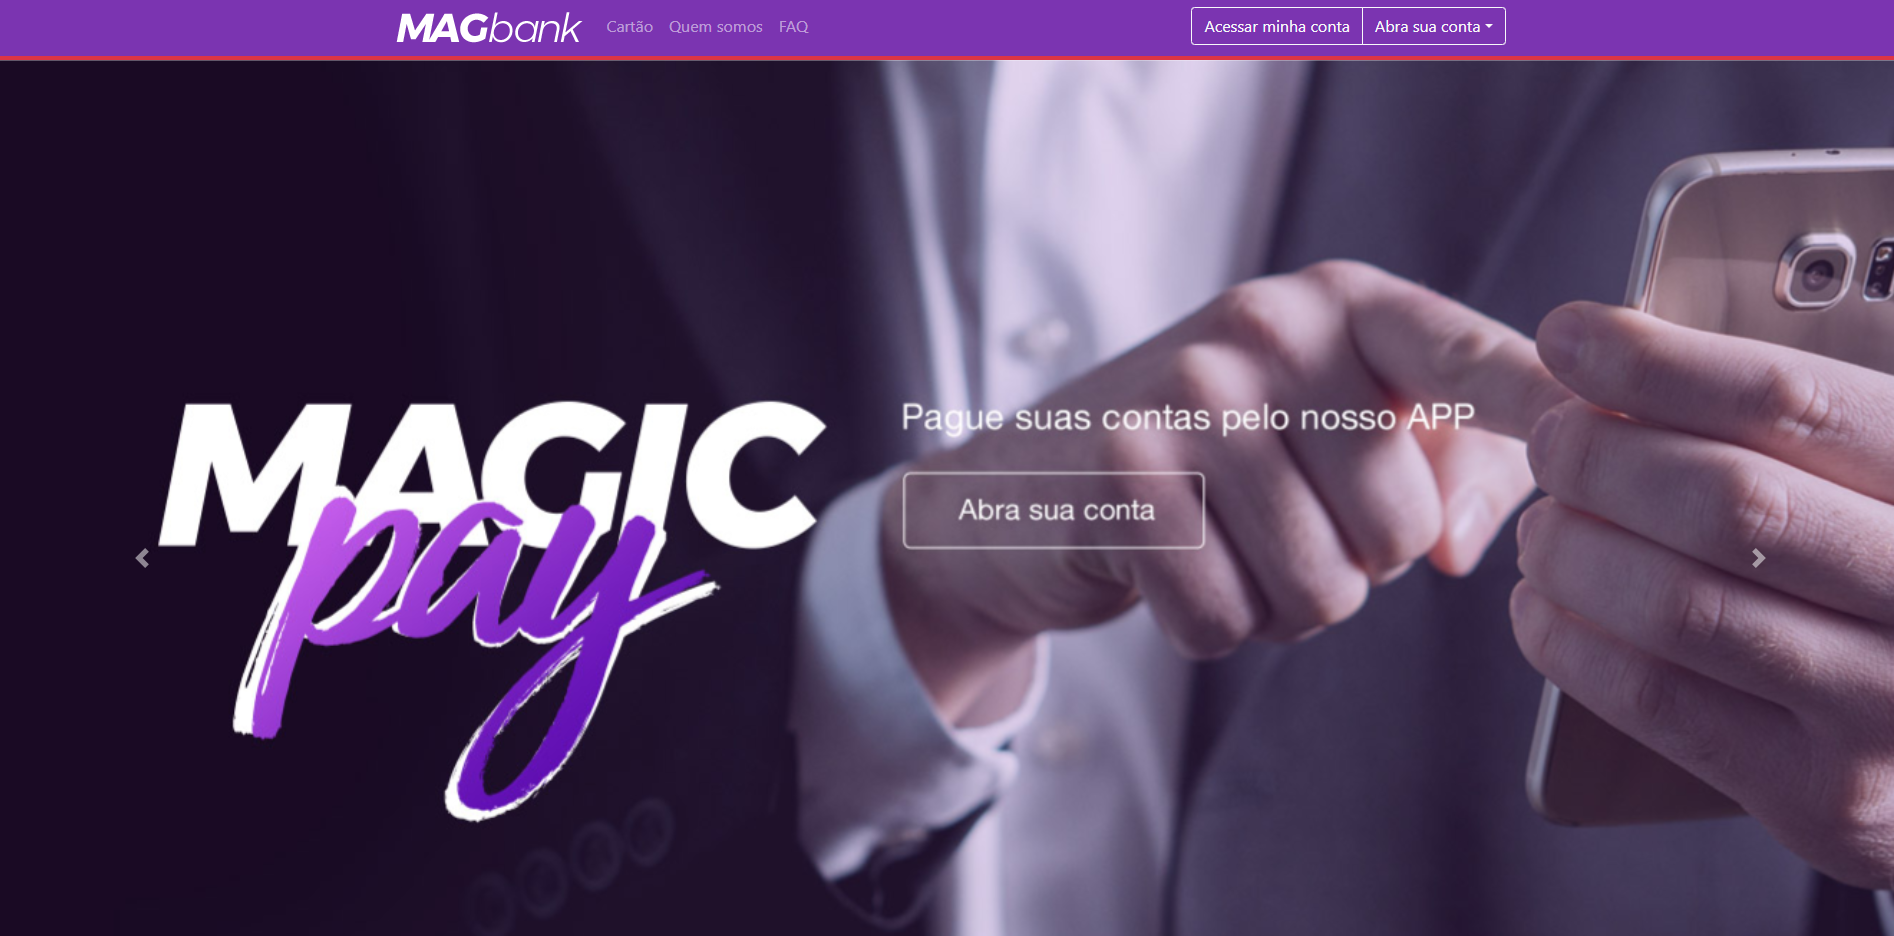 MAGbank
Cartão Quem somos FAQ
Acessar minha conta Abra sua conta
MAGIC
pay
Pague suas contas pelo nosso APP
Abra sua conta